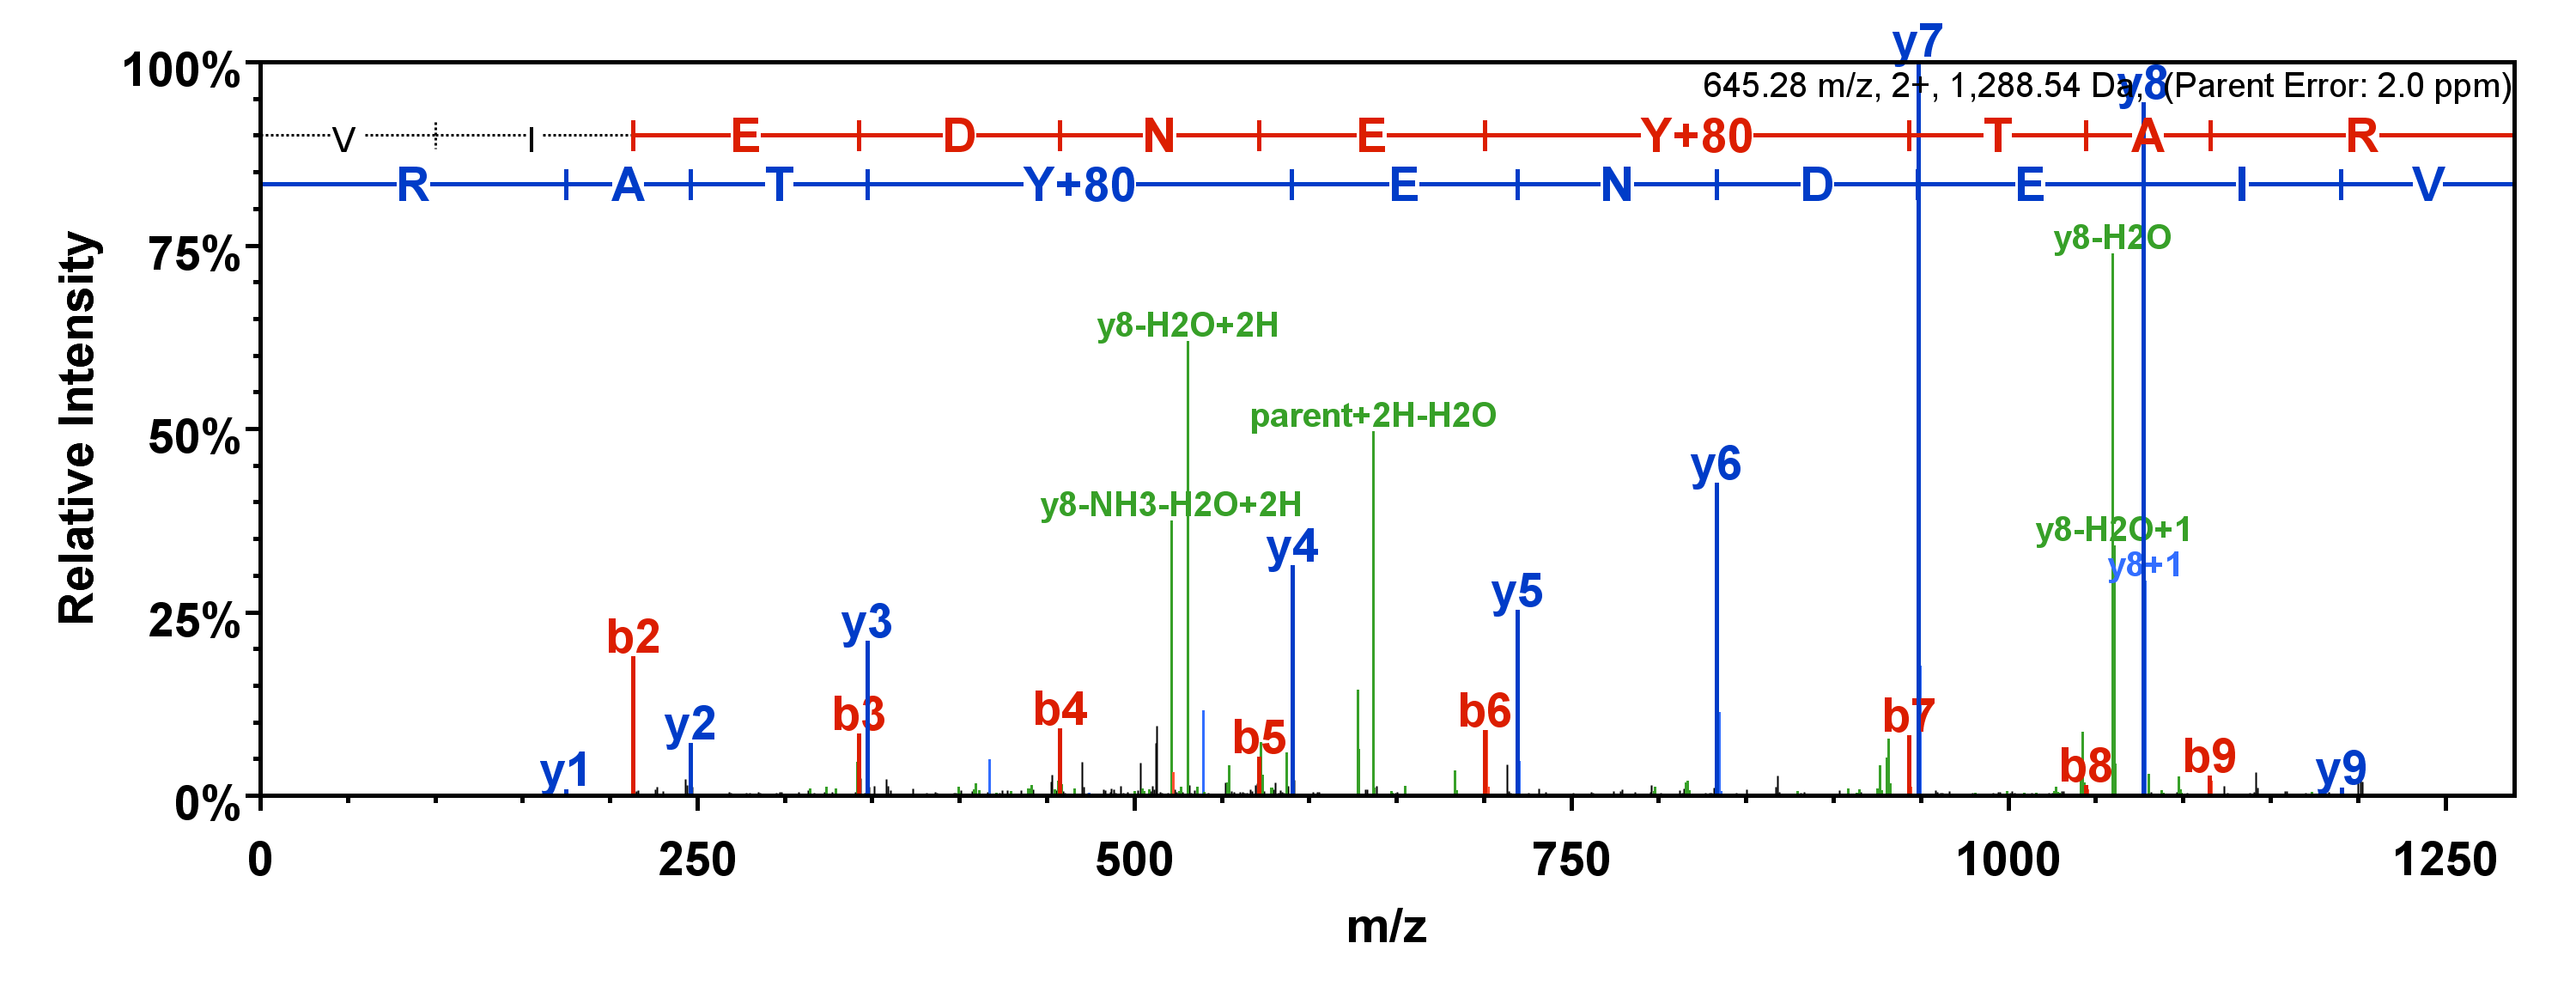 y7
100%
645.28 m/z, 2+, 1,288.54 Da, (Parent Error: 2.0 ppm)
y8
V I E D N E Y+80 T A R
R A T Y+80 E N D E I V
75%
y8-H2O
y8-H2O+2H
50%
parent+2H-H2O
y6
y8-NH3-H2O+2H
y4
y8-H2O+1
y8+1
y5
25%
y3
b2
y2
b3
b4
b5
b6
b7
y1
b8
b9
y9
0%
0 250 500 750 1000 1250
m/z
Relative Intensity